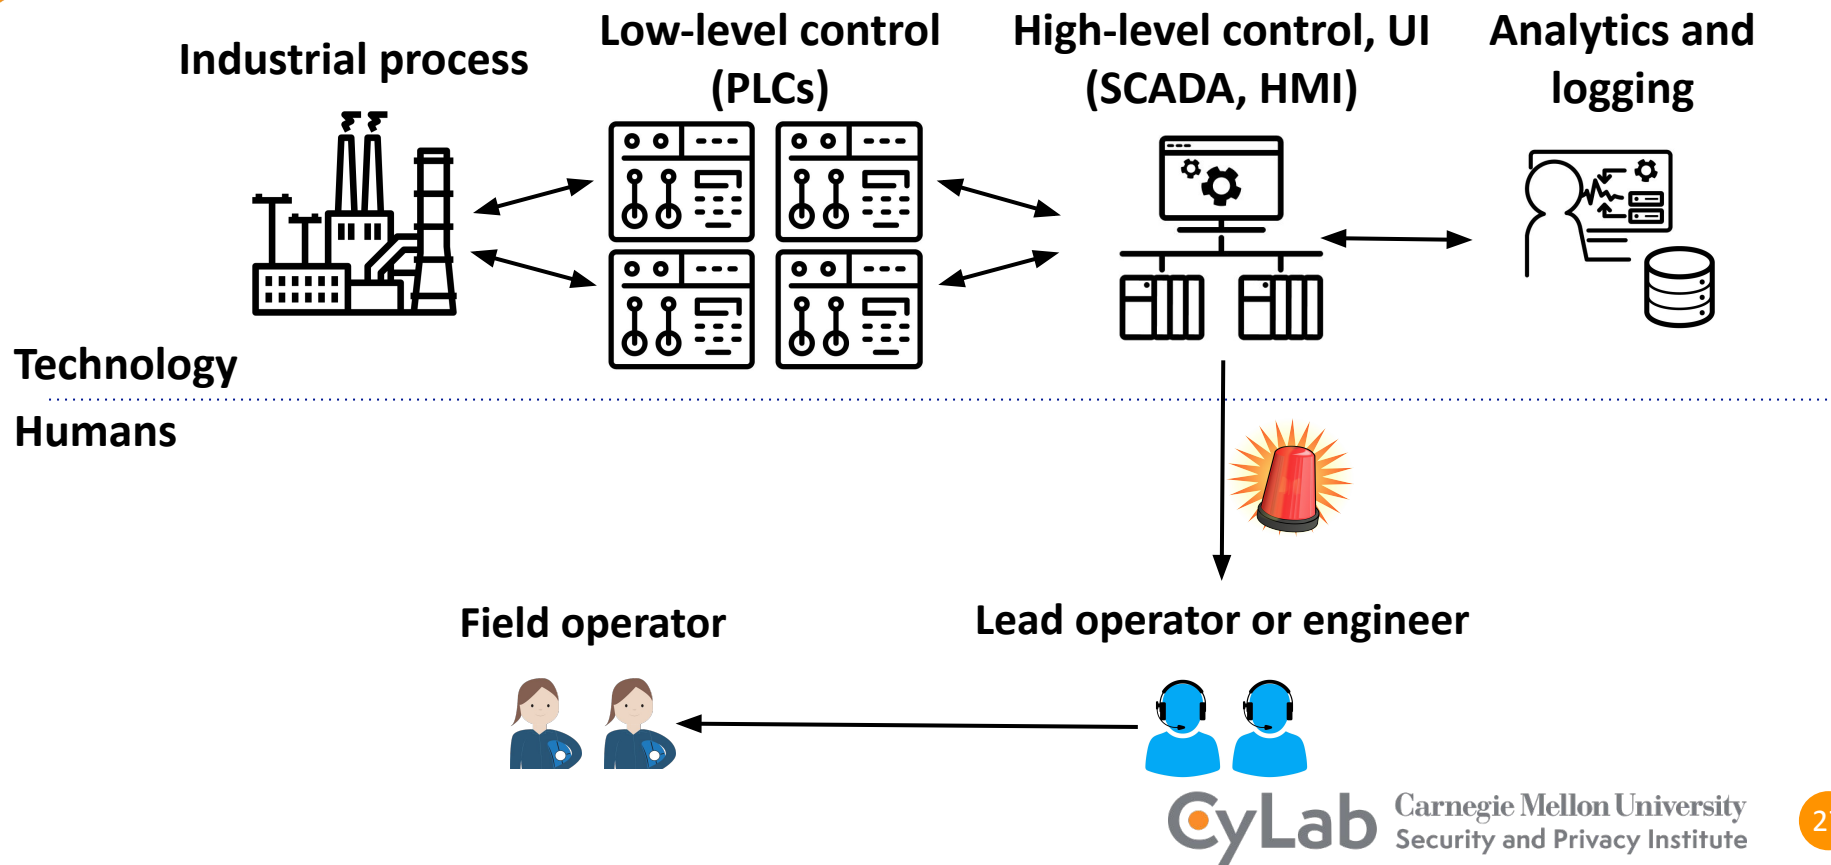 Industrial process
Low-level control
(PLCs)
High-level control, UI
(SCADA, HMI)
Analytics and
logging
Technology
Humans
Field operator
Lead operator or engineer
CyLab
Carnegie Mellon University
Security and Privacy Institute